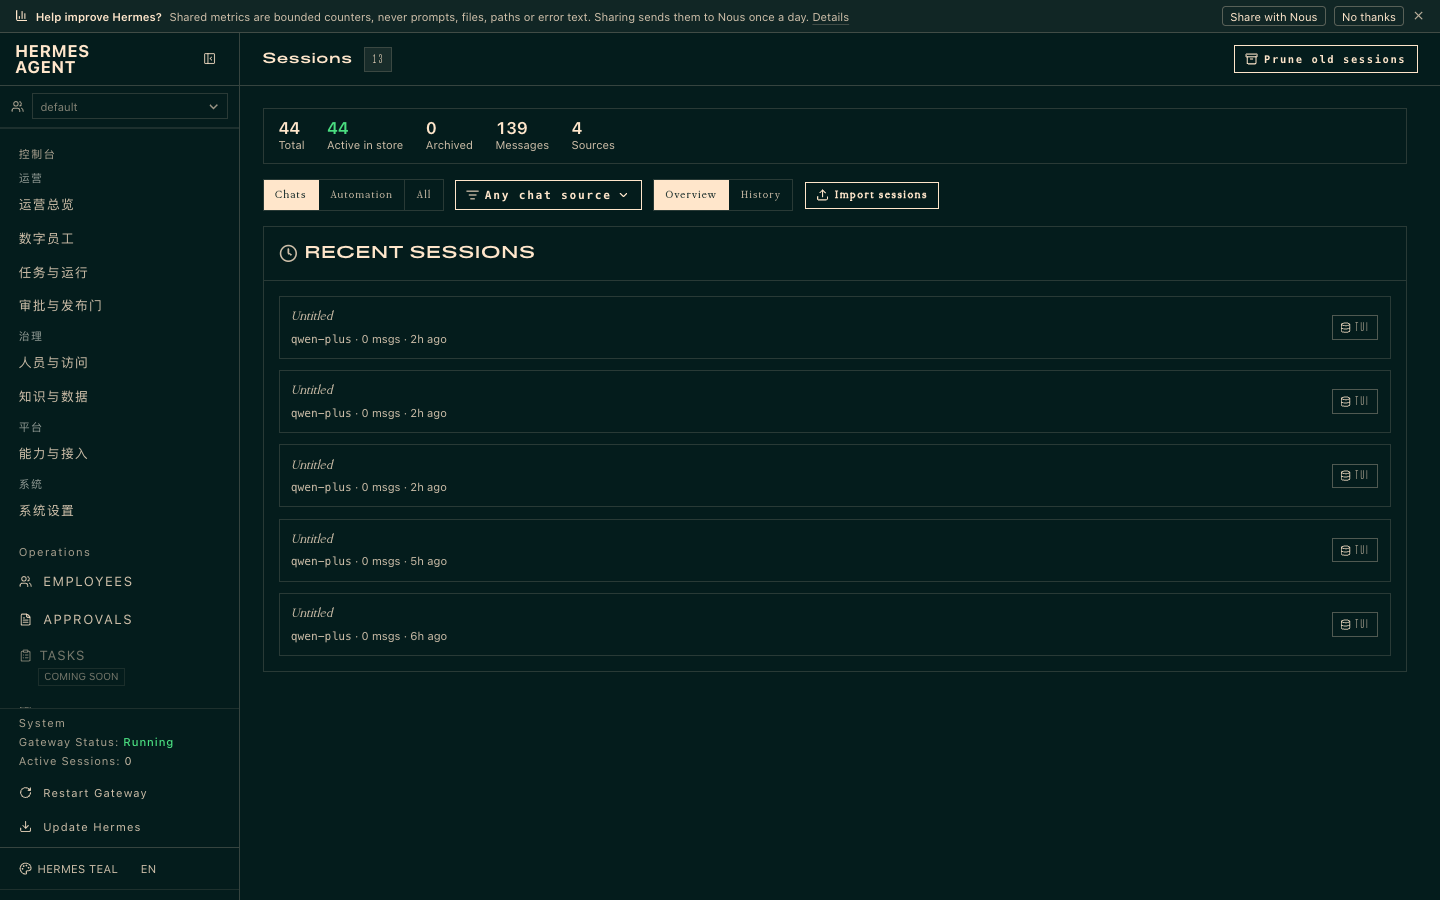 Help improve Hermes? Shared metrics are bounded counters, never prompts, files, paths or error text. Sharing sends them to Nous once a day. Details
Share with Nous
No thanks
HERMES
AGENT
default
控制台
运营
运营总览
数字员工
任务与运行
审批与发布门
治理
人员与访问
知识与数据
平台
能力与接入
系统
系统设置
Operations
EMPLOYEES
APPROVALS
TASKS
COMING SOON
System
Gateway Status: Running
Active Sessions: 0
Restart Gateway
Update Hermes
HERMES TEAL EN
Sessions 13
Prune old sessions
44 44 0 139 4
Total Active in store Archived Messages Sources
Chats Automation All Any chat source Overview History Import sessions
RECENT SESSIONS
Untitled
qwen-plus · 0 msgs · 2h ago
TUI
Untitled
qwen-plus · 0 msgs · 2h ago
TUI
Untitled
qwen-plus · 0 msgs · 2h ago
TUI
Untitled
qwen-plus · 0 msgs · 5h ago
TUI
Untitled
qwen-plus · 0 msgs · 6h ago
TUI